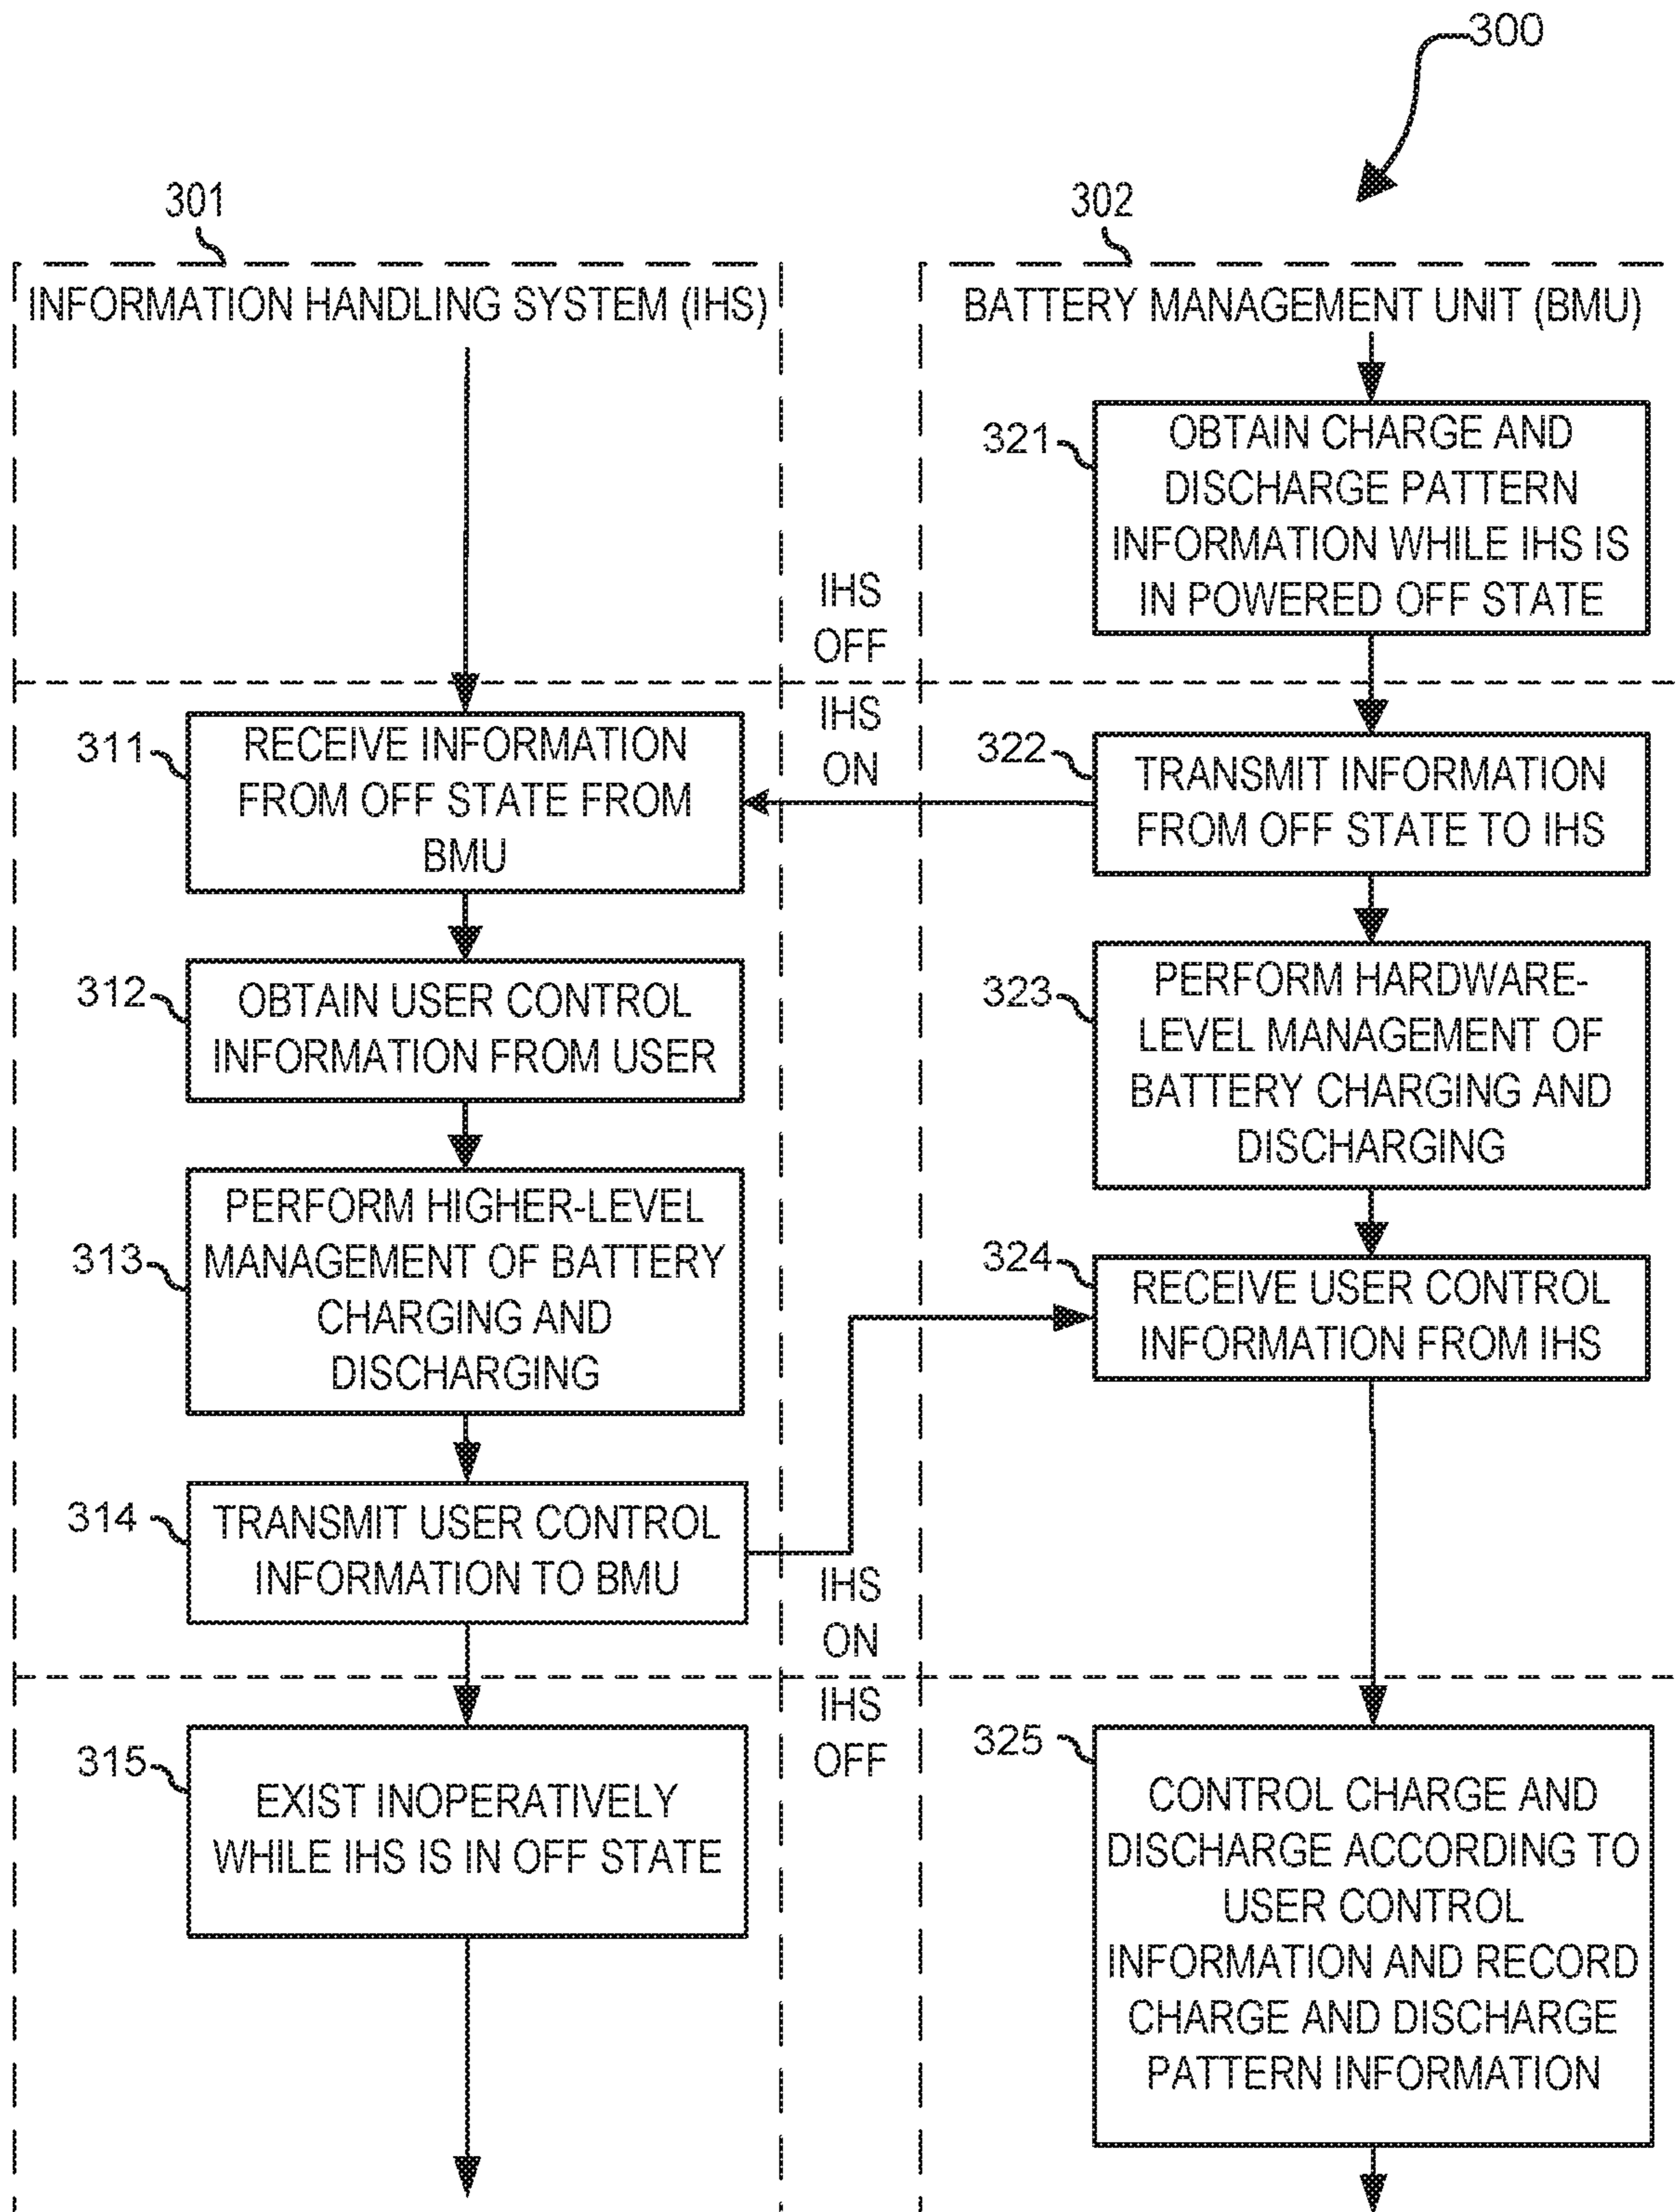 300
301
302
INFORMATION HANDLING SYSTEM (IHS)
BATTERY MANAGEMENT UNIT (BMU)
321
OBTAIN CHARGE AND
DISCHARGE PATTERN
INFORMATION WHILE IHS IS
IN POWERED OFF STATE
IHS
OFF
IHS
ON
311
RECEIVE INFORMATION
FROM OFF STATE FROM
BMU
322
TRANSMIT INFORMATION
FROM OFF STATE TO IHS
312
OBTAIN USER CONTROL
INFORMATION FROM USER
323
PERFORM HARDWARE-
LEVEL MANAGEMENT OF
BATTERY CHARGING AND
DISCHARGING
313
PERFORM HIGHER-LEVEL
MANAGEMENT OF BATTERY
CHARGING AND
DISCHARGING
324
RECEIVE USER CONTROL
INFORMATION FROM IHS
314
TRANSMIT USER CONTROL
INFORMATION TO BMU
IHS
ON
IHS
OFF
315
EXIST INOPERATIVELY
WHILE IHS IS IN OFF STATE
325
CONTROL CHARGE AND
DISCHARGE ACCORDING TO
USER CONTROL
INFORMATION AND RECORD
CHARGE AND DISCHARGE
PATTERN INFORMATION